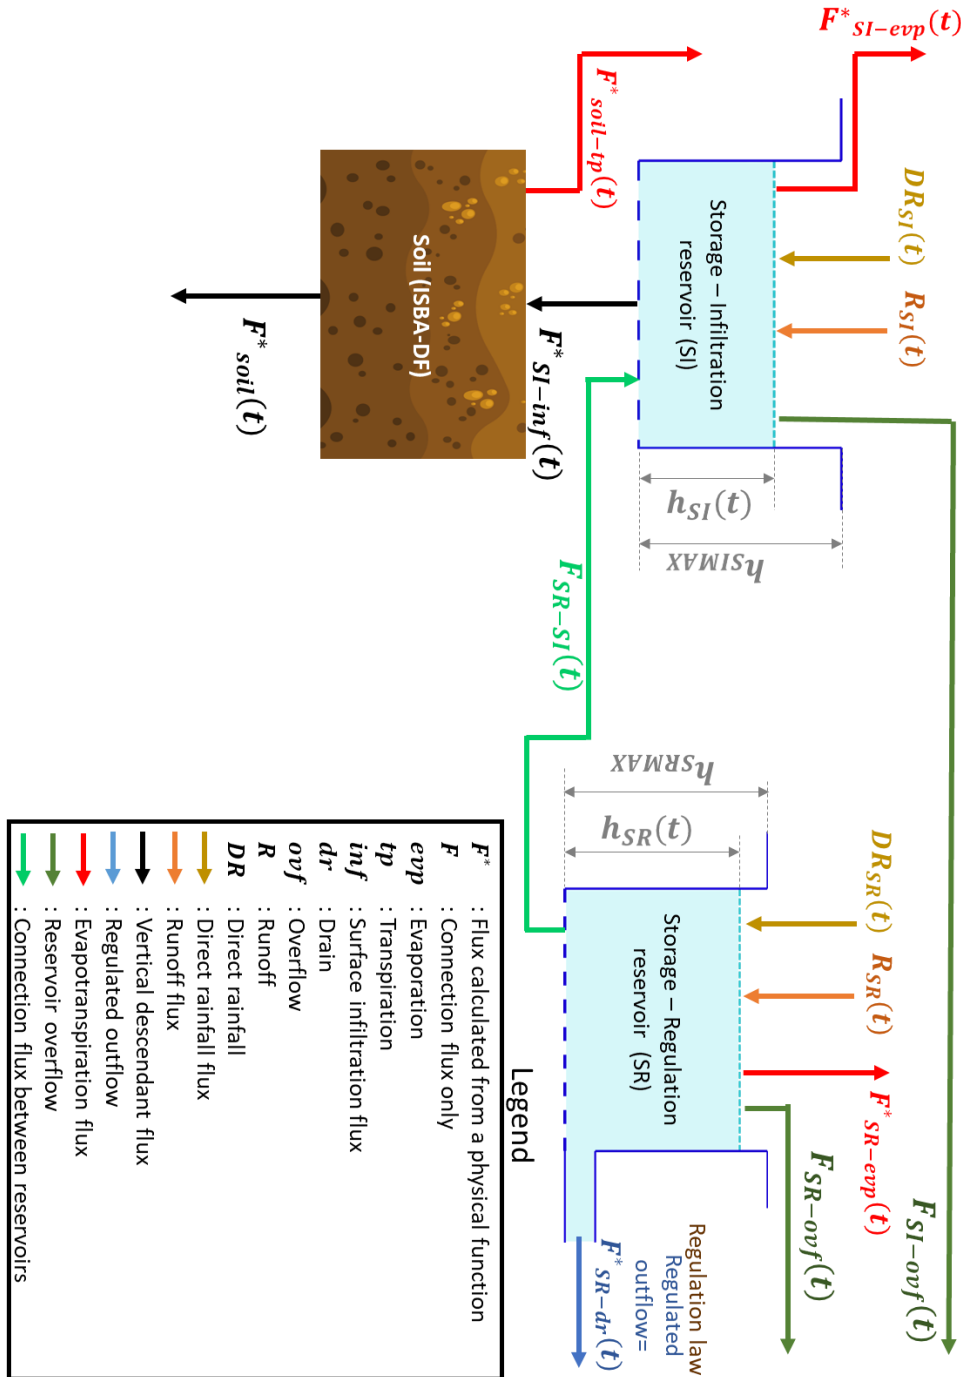 F*SI−evp(t)
F*soil−tp(t)
DRSI(t)
RSI(t)
Storage – Infiltration
reservoir (SI)
Soil (ISBA-DF)
F*SI−inf(t)
F*soil(t)
hSI(t)
hSIMAX
FSR−SI(t)
hSRMAX
hSR(t)
DRSR(t)
RSR(t)
Storage – Regulation
reservoir (SR)
F*SR−evp(t)
FSR−ovf(t)
FSI−ovf(t)
Regulation law
Regulated
outflow=
F*SR−dr(t)
Legend
F* : Flux calculated from a physical function
F : Connection flux only
evp : Evaporation
tp : Transpiration
inf : Surface infiltration flux
dr : Drain
ovf : Overflow
R : Runoff
DR : Direct rainfall
: Direct rainfall flux
: Runoff flux
: Vertical descendant flux
: Regulated outflow
: Evapotranspiration flux
: Reservoir overflow
: Connection flux between reservoirs